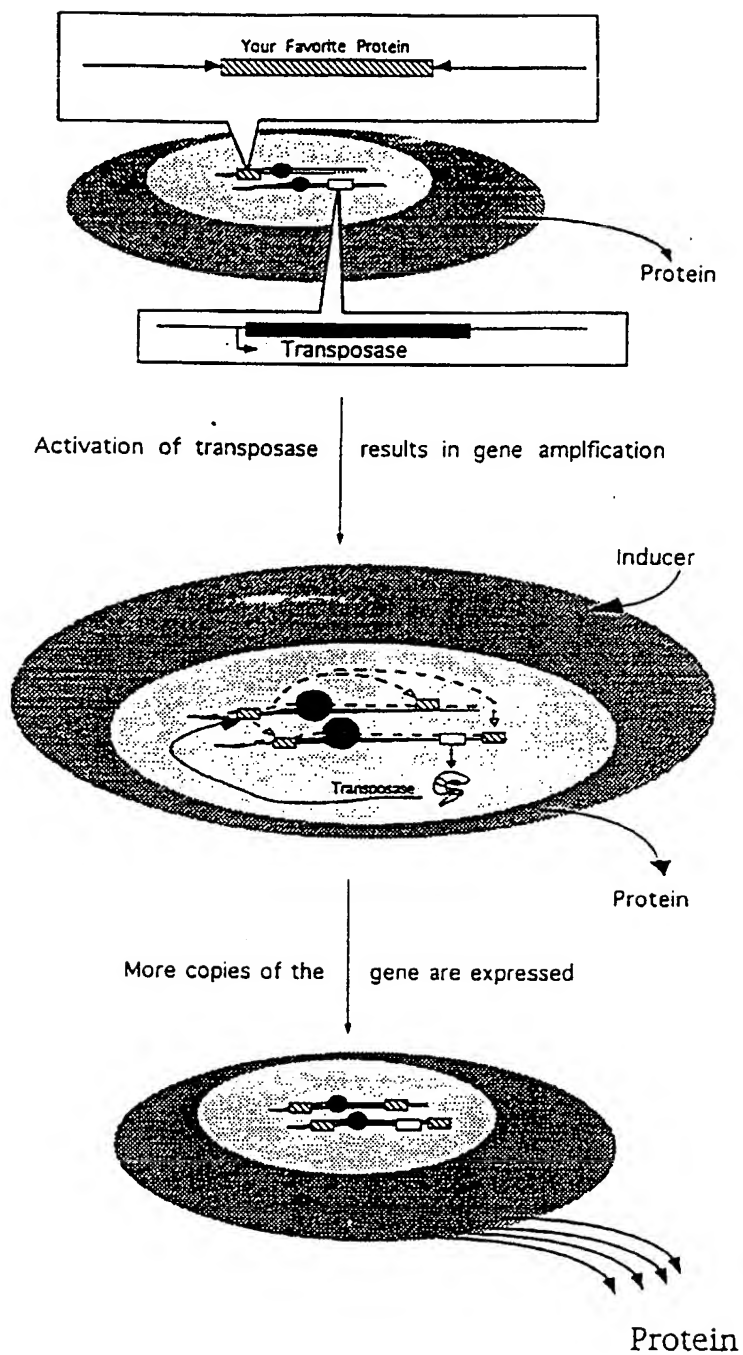 Your Favorite Protein
Protein
Transposase
Activation of transposase results in gene amplfication
Inducer
Transposase
Protein
More copies of the gene are expressed
Protein